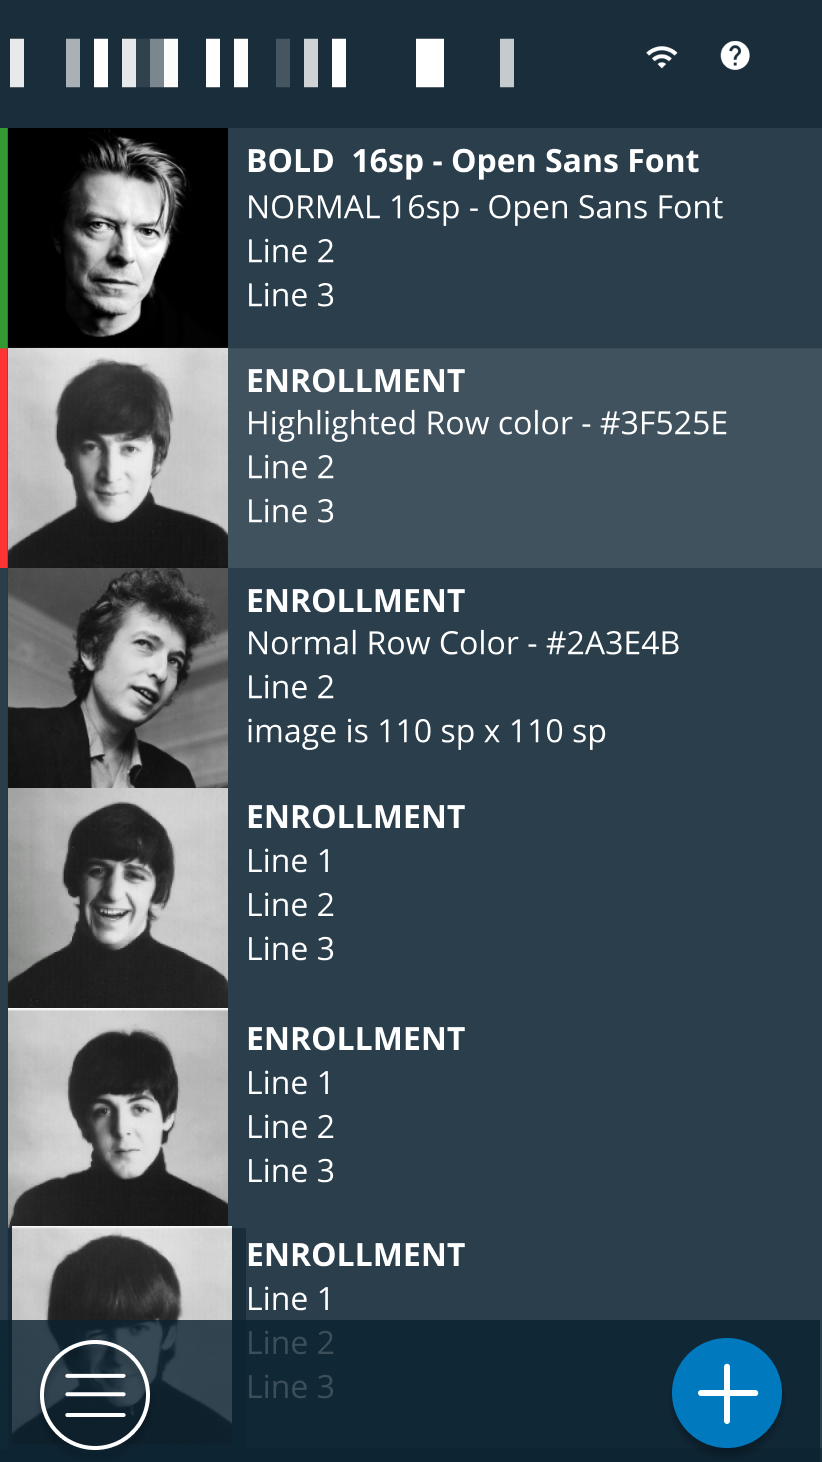 BOLD  16sp - Open Sans Font
NORMAL 16sp - Open Sans Font
Line 2
Line 3
ENROLLMENT
Highlighted Row color - #3F525E
Line 2
Line 3
ENROLLMENT
Normal Row Color - #2A3E4B
Line 2
image is 110 sp x 110 sp
ENROLLMENT
Line 1
Line 2
Line 3
ENROLLMENT
Line 1
Line 2
Line 3
ENROLLMENT
Line 1
Line 2
Line 3